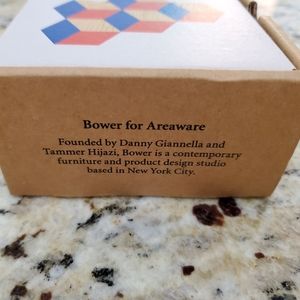 Bower for Areaware
Founded by Danny Giannella and
Tammer Hijazi, Bower is a contemporary
furniture and product design studio
based in New York City.